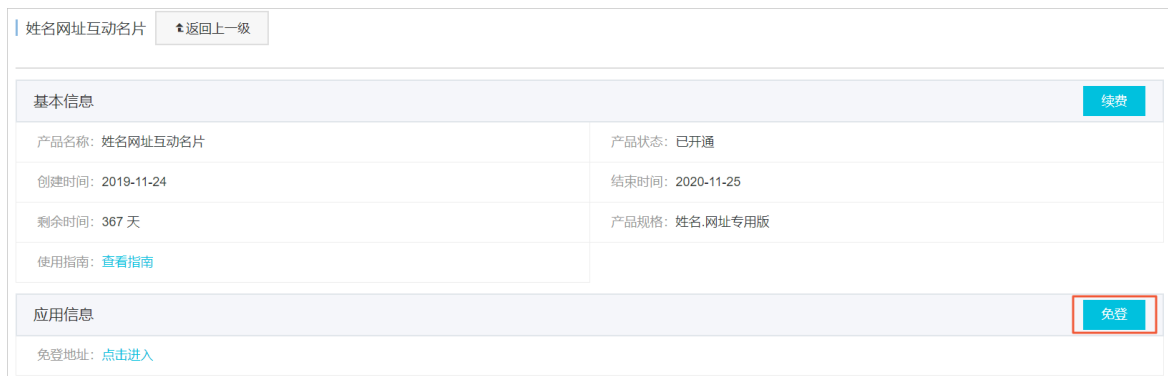 姓名网址互动名片 返回上一级
基本信息 续费
产品名称：姓名网址互动名片 产品状态：已开通
创建时间：2019-11-24 结束时间：2020-11-25
剩余时间：367 天 产品规格：姓名.网址专用版
使用指南：查看指南
应用信息 免登
免登地址：点击进入